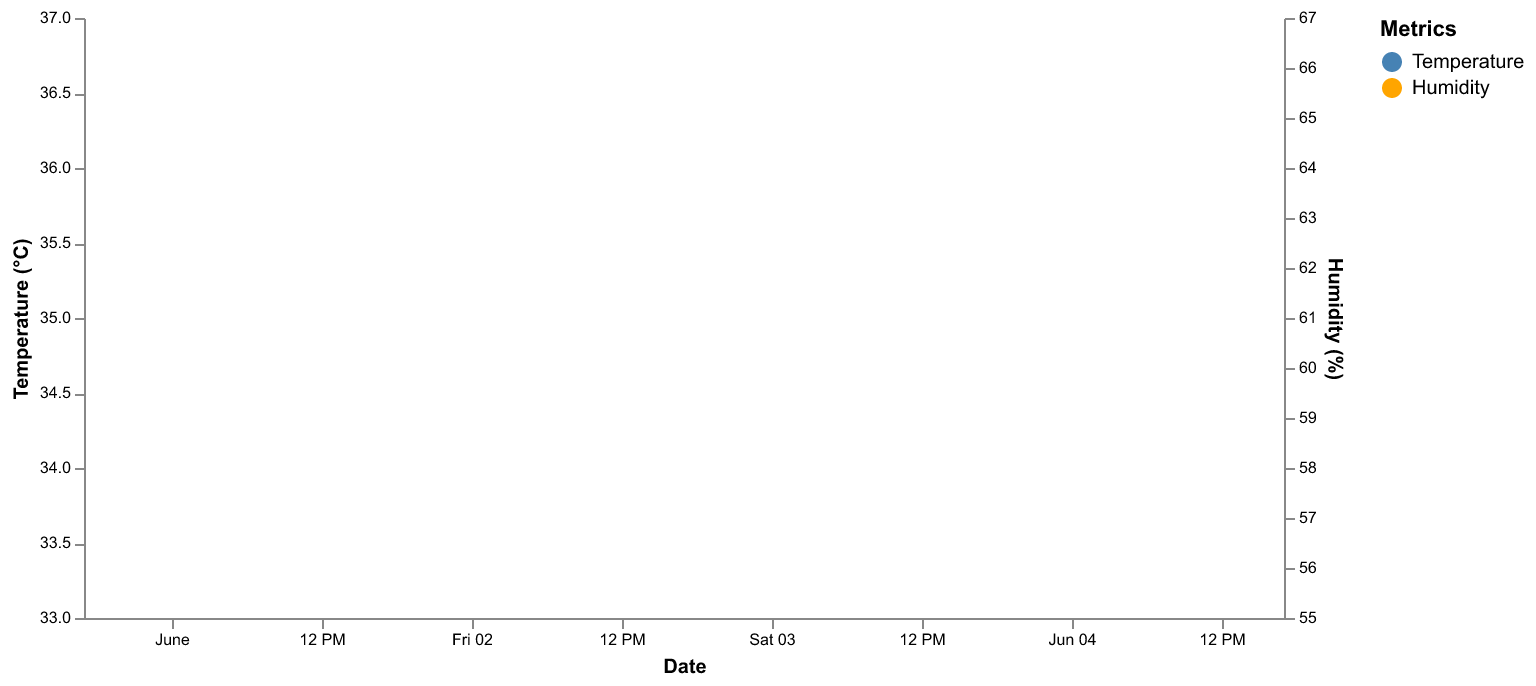 37.0
36.5
36.0
35.5
35.0
34.5
34.0
33.5
33.0
Temperature (°C)
67
66
65
64
63
62
61
60
59
58
57
56
55
Humidity (%)
June
12 PM
Fri 02
12 PM
Sat 03
12 PM
Jun 04
12 PM
Date
Metrics
Temperature
Humidity